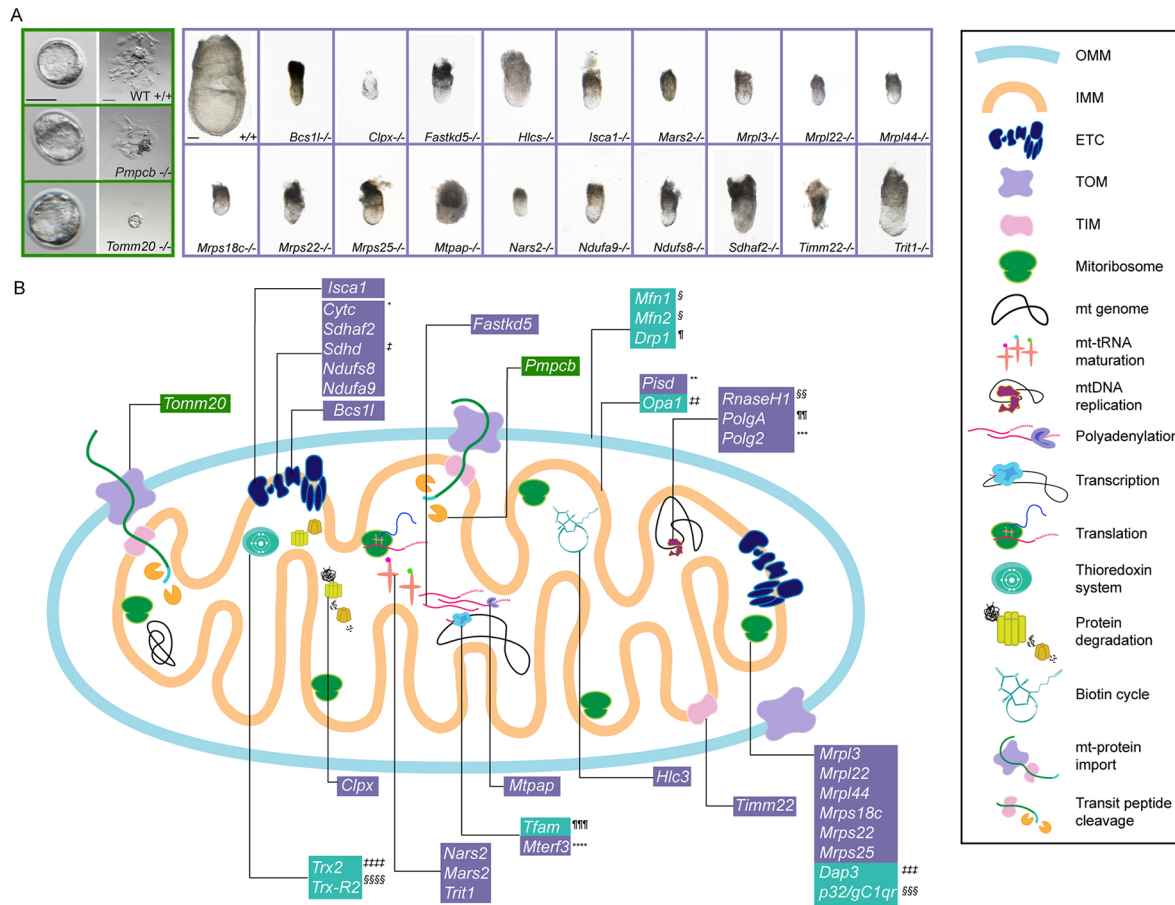 A
WT +/+
Pmpcb -/-
Tomm20 -/-
+/+
Bcs1l-/-
Clpx-/-
Fastkd5-/-
Hlcs-/-
Isca1-/-
Mars2-/-
Mrpl3-/-
Mrpl22-/-
Mrpl44-/-
Mrps18c-/-
Mrps22-/-
Mrps25-/-
Mtpap-/-
Nars2-/-
Ndufa9-/-
Ndufs8-/-
Sdhaf2-/-
Timm22-/-
Trit1-/-
B
Isca1
Cytc *
Sdhaf2
Sdhd ‡
Ndufs8
Ndufa9
Bcs1l
Tomm20
Fastkd5
Pmpcb
Mfn1 §
Mfn2 §
Drp1 ¶
Pisd **
Opa1 ‡‡
RnaseH1 §§
PolgA ¶¶
Polg2 ***
Clpx
Mtpap
Hlc3
Timm22
Tfam ¶¶¶
Mterf3 ****
Nars2
Mars2
Trit1
Trx2 ‡‡‡‡
Trx-R2 §§§§
Mrpl3
Mrpl22
Mrpl44
Mrps18c
Mrps22
Mrps25
Dap3 ‡‡‡
p32/gC1qr §§§
OMM
IMM
ETC
TOM
TIM
Mitoribosome
mt genome
mt-tRNA
maturation
mtDNA
replication
Polyadenylation
Transcription
Translation
Thioredoxin
system
Protein
degradation
Biotin cycle
mt-protein
import
Transit peptide
cleavage